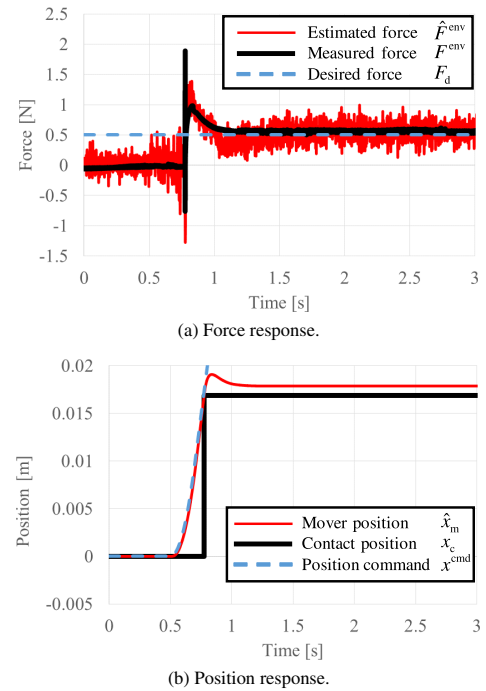 2.5
2
1.5
1
0.5
0
-0.5
-1
-1.5
Force [N]
Estimated force F̂ᵉⁿᵛ
Measured force Fᵉⁿᵛ
Desired force F_d
0 0.5 1 1.5 2 2.5 3
Time [s]
(a) Force response.
0.02
0.015
0.01
0.005
0
-0.005
Position [m]
Mover position x̂_m
Contact position x_c
Position command x^cmd
0 0.5 1 1.5 2 2.5 3
Time [s]
(b) Position response.